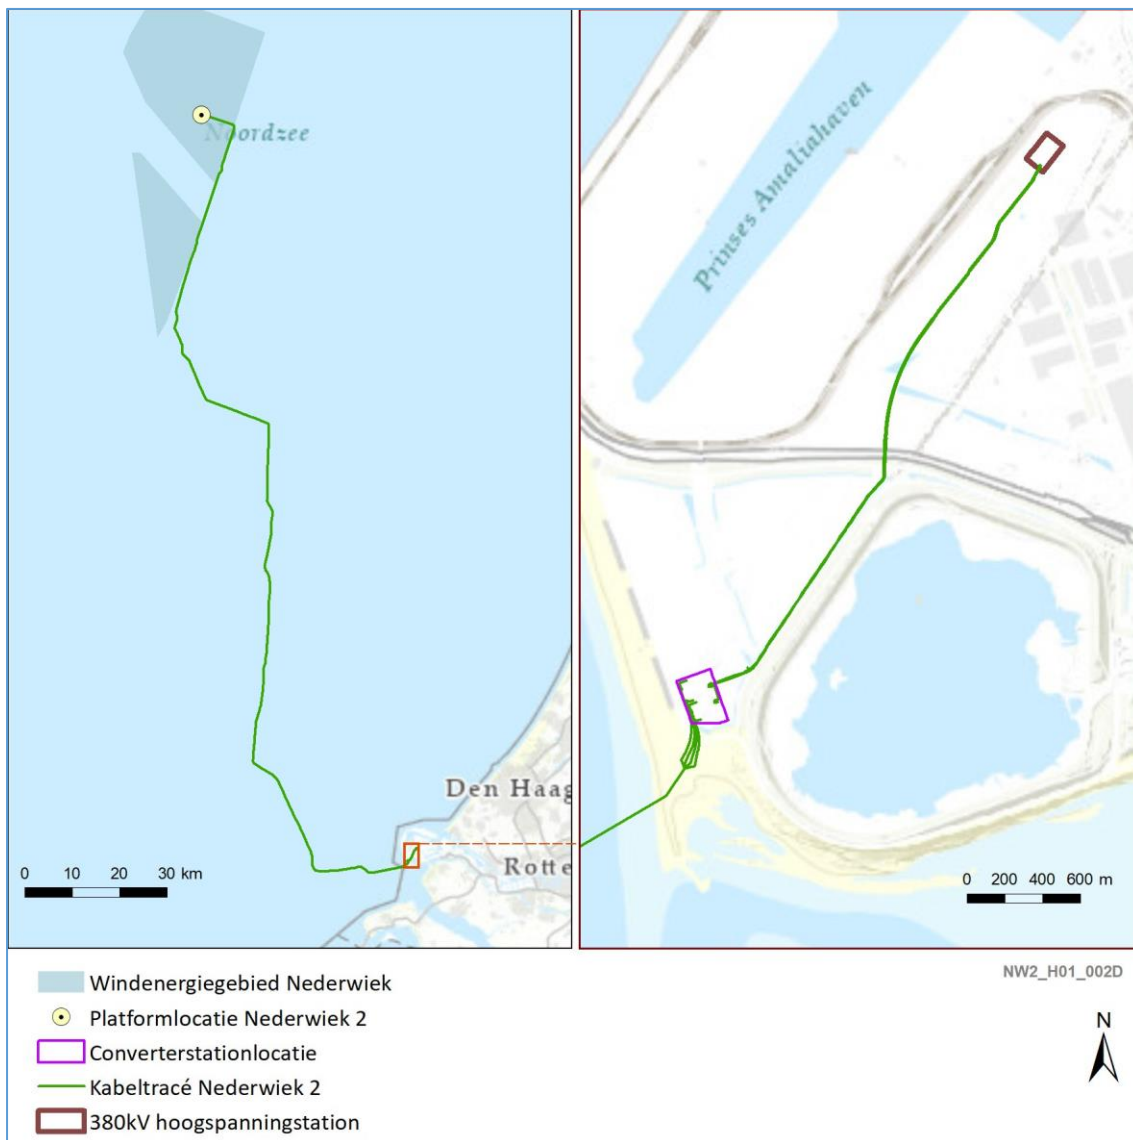 Noordzee
Den Haag
Rotte
0 10 20 30 km
Prinses Amaliahaven
0 200 400 600 m
NW2_H01_002D
N
Windenergiegebied Nederwiek
Platformlocatie Nederwiek 2
Converterstationlocatie
Kabeltracé Nederwiek 2
380kV hoogspanningstation